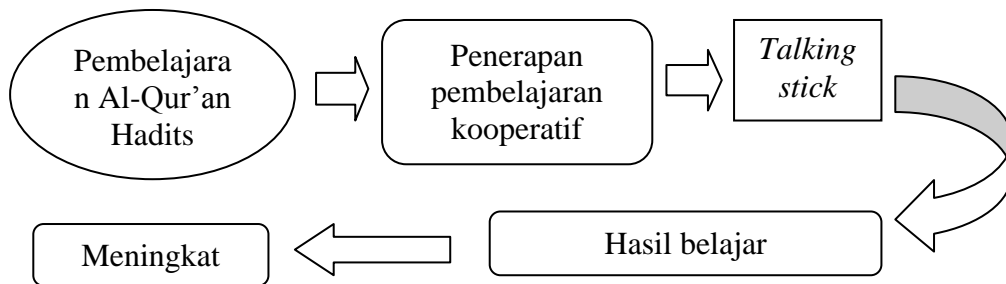 Pembelajara
n Al-Qur’an
Hadits
Penerapan
pembelajaran
kooperatif
Talking
stick
Hasil belajar
Meningkat